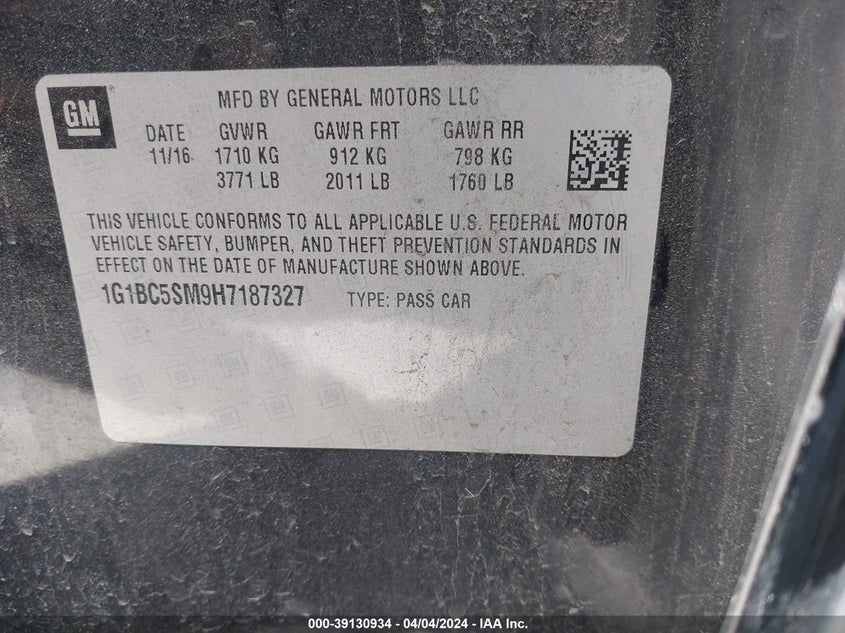 GM
MFD BY GENERAL MOTORS LLC
DATE GVWR GAWR FRT GAWR RR
11/16 1710 KG 912 KG 798 KG
3771 LB 2011 LB 1760 LB
THIS VEHICLE CONFORMS TO ALL APPLICABLE U.S. FEDERAL MOTOR
VEHICLE SAFETY, BUMPER, AND THEFT PREVENTION STANDARDS IN
EFFECT ON THE DATE OF MANUFACTURE SHOWN ABOVE.
1G1BC5SM9H7187327 TYPE: PASS CAR
000-39130934 - 04/04/2024 - IAA Inc.